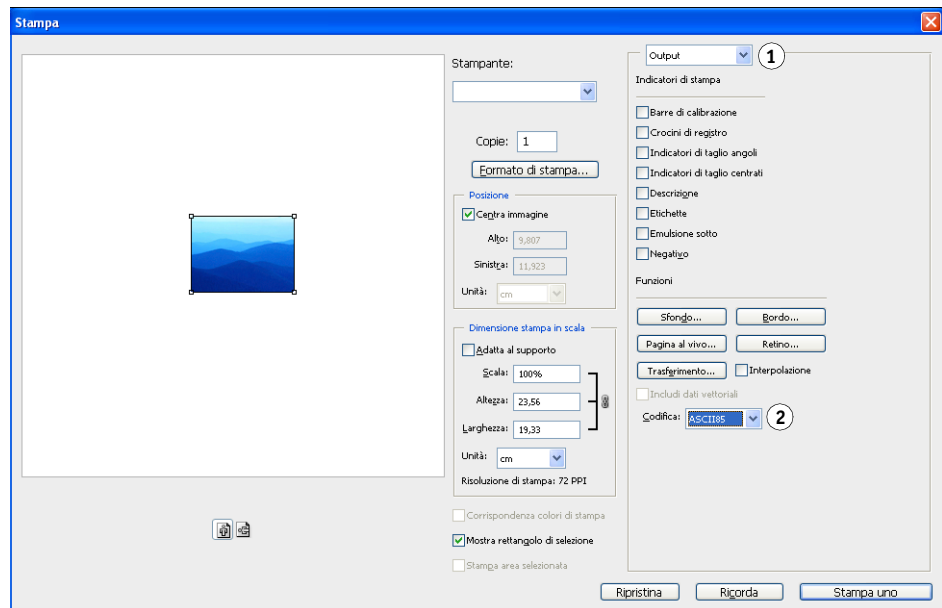 Stampa
Stampante:
Copie: 1
Formato di stampa...
Posizione
Centra immagine
Alto: 9,807
Sinistra: 11,923
Unità: cm
Dimensione stampa in scala
Adatta al supporto
Scala: 100%
Altezza: 23,56
Larghezza: 19,33
Unità: cm
Risoluzione di stampa: 72 PPI
Corrispondenza colori di stampa
Mostra rettangolo di selezione
Stampa area selezionata
Output 1
Indicatori di stampa
Barre di calibrazione
Crocini di registro
Indicatori di taglio angoli
Indicatori di taglio centrati
Descrizione
Etichette
Emulsione sotto
Negativo
Funzioni
Sfondo... Bordo...
Pagina al vivo... Retino...
Trasferimento... Interpolazione
Includi dati vettoriali
Codifica: ASCII85 2
Ripristina Ricorda Stampa uno